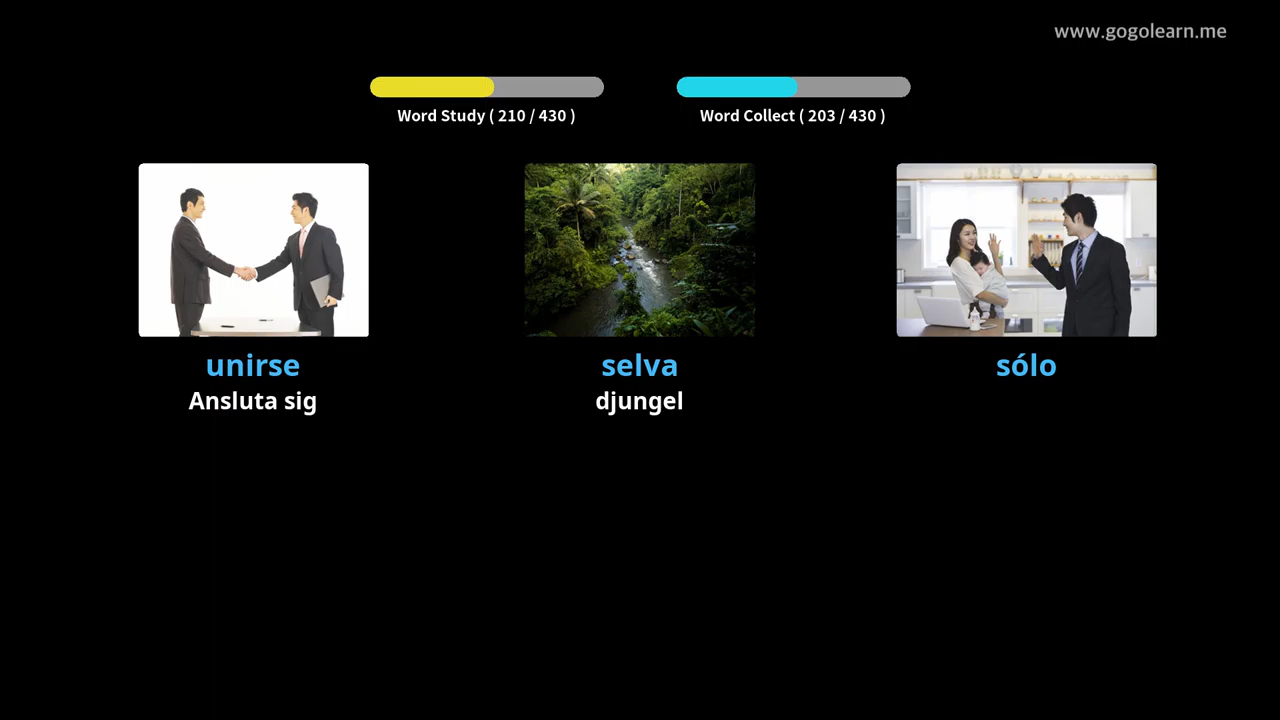 www.gogolearn.me
Word Study ( 210 / 430 )
Word Collect ( 203 / 430 )
unirse
Ansluta sig
selva
djungel
sólo